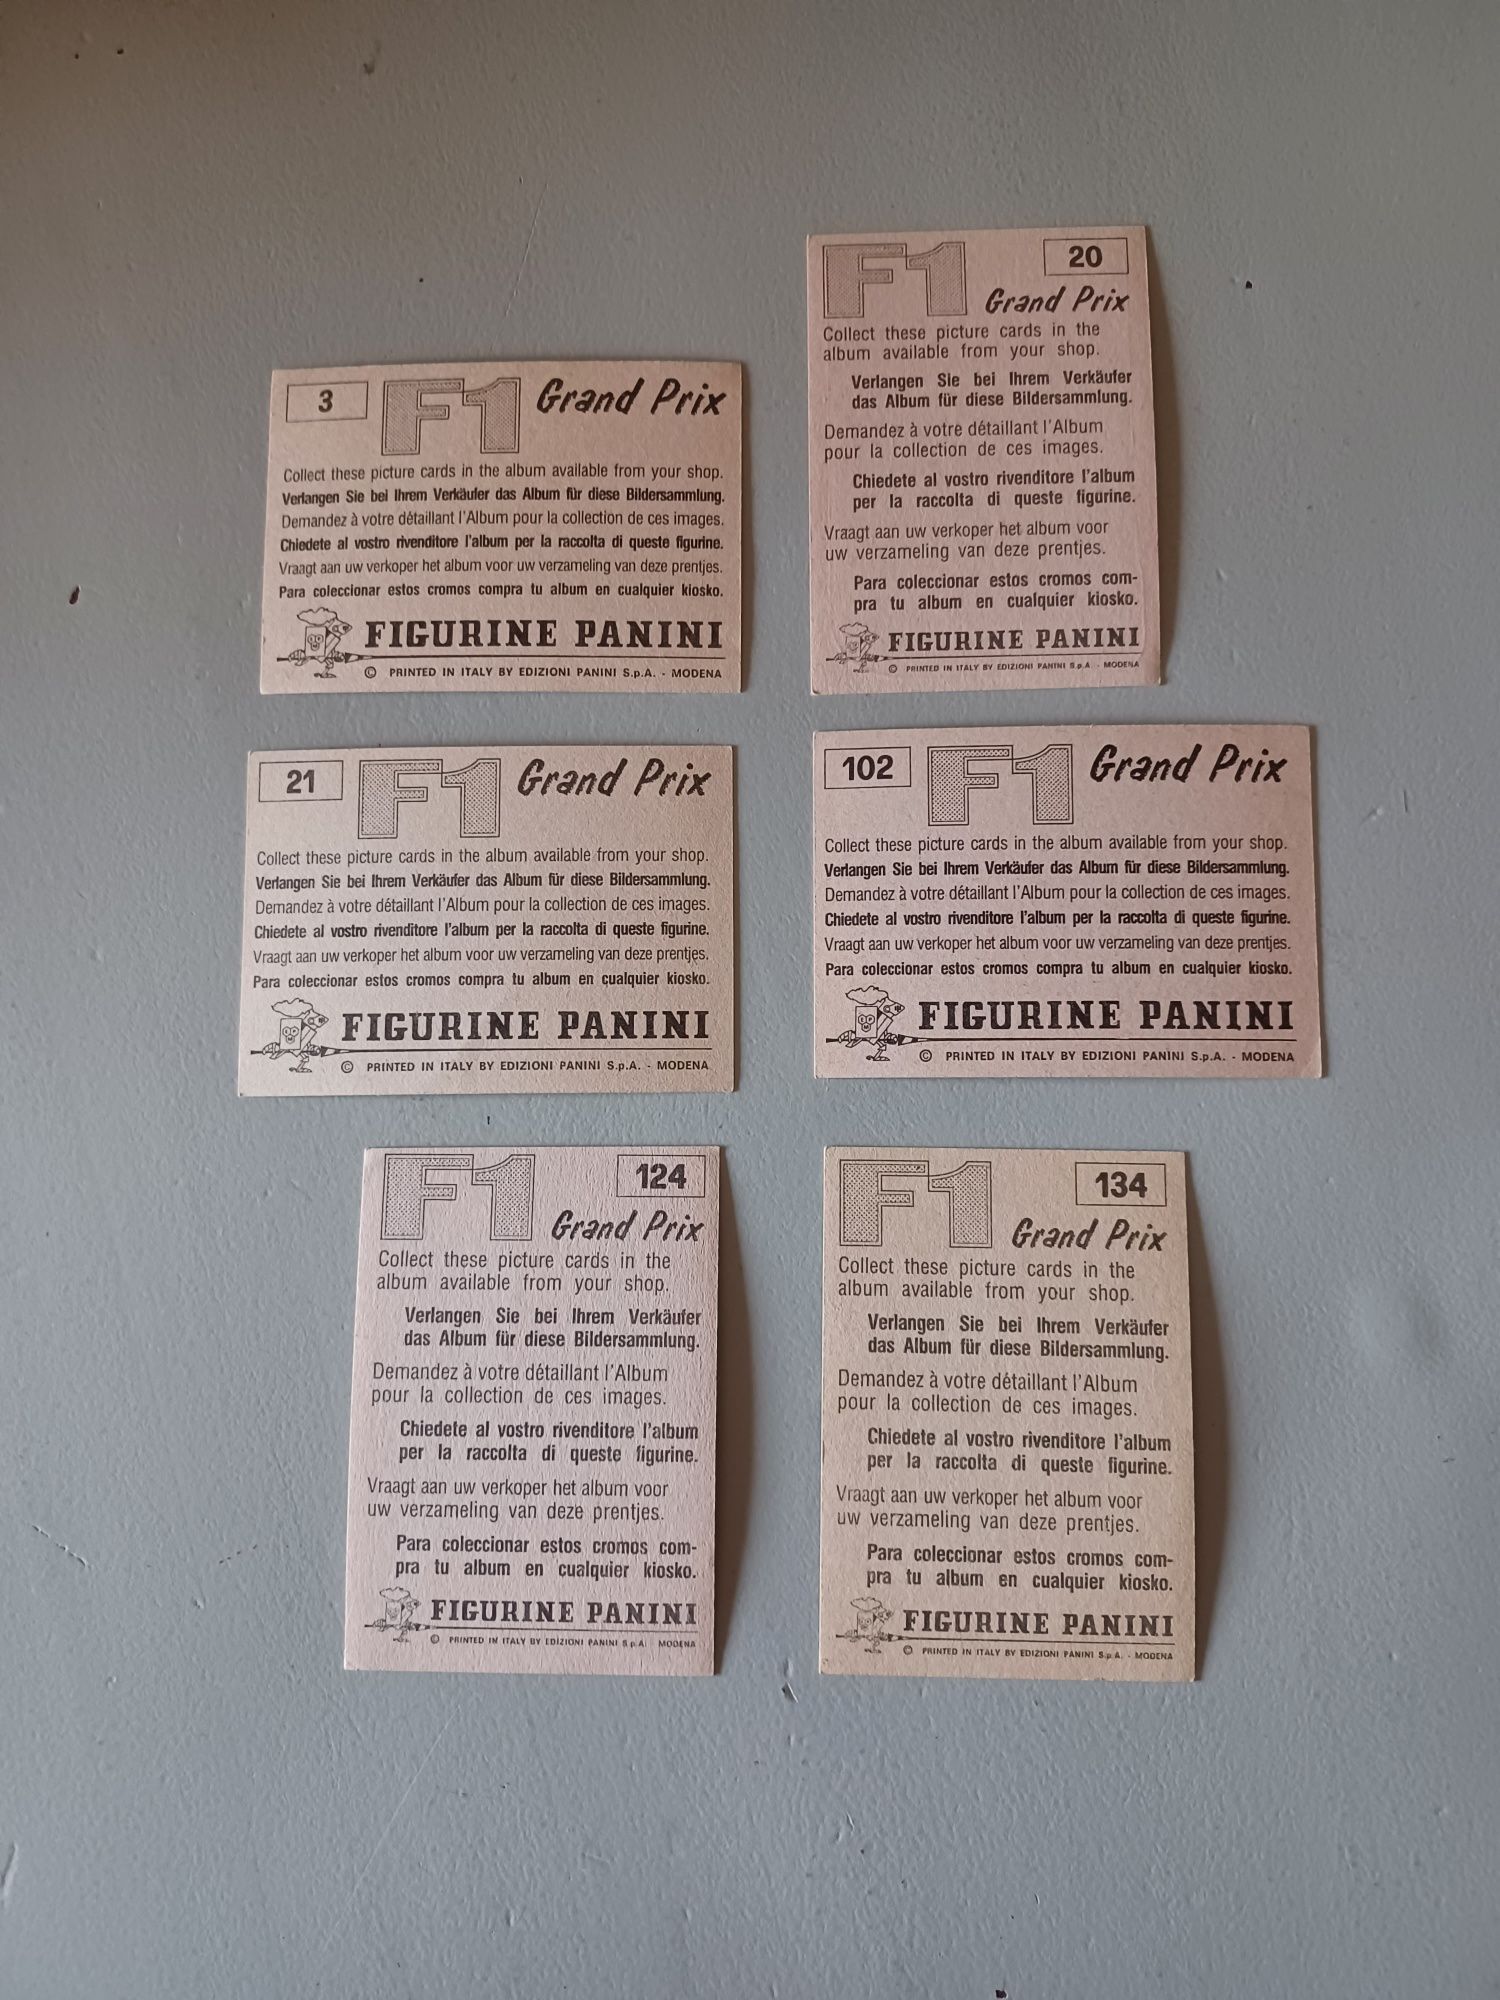 3
F1
Grand Prix
Collect these picture cards in the album available from your shop.
Verlangen Sie bei Ihrem Verkäufer das Album für diese Bildersammlung.
Demandez à votre détaillant l'Album pour la collection de ces images.
Chiedete al vostro rivenditore l'album per la raccolta di queste figurine.
Vraagt aan uw verkoper het album voor uw verzameling van deze prentjes.
Para coleccionar estos cromos compra tu album en cualquier kiosko.
FIGURINE PANINI
© PRINTED IN ITALY BY EDIZIONI PANINI S.p.A. - MODENA
F1
20
Grand Prix
Collect these picture cards in the
album available from your shop.
Verlangen Sie bei Ihrem Verkäufer
das Album für diese Bildersammlung.
Demandez à votre détaillant l'Album
pour la collection de ces images.
Chiedete al vostro rivenditore l'album
per la raccolta di queste figurine.
Vraagt aan uw verkoper het album voor
uw verzameling van deze prentjes.
Para coleccionar estos cromos com-
pra tu album en cualquier kiosko.
FIGURINE PANINI
© PRINTED IN ITALY BY EDIZIONI PANINI S.p.A. - MODENA
21
F1
Grand Prix
Collect these picture cards in the album available from your shop.
Verlangen Sie bei Ihrem Verkäufer das Album für diese Bildersammlung.
Demandez à votre détaillant l'Album pour la collection de ces images.
Chiedete al vostro rivenditore l'album per la raccolta di queste figurine.
Vraagt aan uw verkoper het album voor uw verzameling van deze prentjes.
Para coleccionar estos cromos compra tu album en cualquier kiosko.
FIGURINE PANINI
© PRINTED IN ITALY BY EDIZIONI PANINI S.p.A. - MODENA
102
F1
Grand Prix
Collect these picture cards in the album available from your shop.
Verlangen Sie bei Ihrem Verkäufer das Album für diese Bildersammlung.
Demandez à votre détaillant l'Album pour la collection de ces images.
Chiedete al vostro rivenditore l'album per la raccolta di queste figurine.
Vraagt aan uw verkoper het album voor uw verzameling van deze prentjes.
Para coleccionar estos cromos compra tu album en cualquier kiosko.
FIGURINE PANINI
© PRINTED IN ITALY BY EDIZIONI PANINI S.p.A. - MODENA
F1
124
Grand Prix
Collect these picture cards in the
album available from your shop.
Verlangen Sie bei Ihrem Verkäufer
das Album für diese Bildersammlung.
Demandez à votre détaillant l'Album
pour la collection de ces images.
Chiedete al vostro rivenditore l'album
per la raccolta di queste figurine.
Vraagt aan uw verkoper het album voor
uw verzameling van deze prentjes.
Para coleccionar estos cromos com-
pra tu album en cualquier kiosko.
FIGURINE PANINI
© PRINTED IN ITALY BY EDIZIONI PANINI S.p.A. MODENA
F1
134
Grand Prix
Collect these picture cards in the
album available from your shop.
Verlangen Sie bei Ihrem Verkäufer
das Album für diese Bildersammlung.
Demandez à votre détaillant l'Album
pour la collection de ces images.
Chiedete al vostro rivenditore l'album
per la raccolta di queste figurine.
Vraagt aan uw verkoper het album voor
uw verzameling van deze prentjes.
Para coleccionar estos cromos com-
pra tu album en cualquier kiosko.
FIGURINE PANINI
© PRINTED IN ITALY BY EDIZIONI PANINI S.p.A. - MODENA